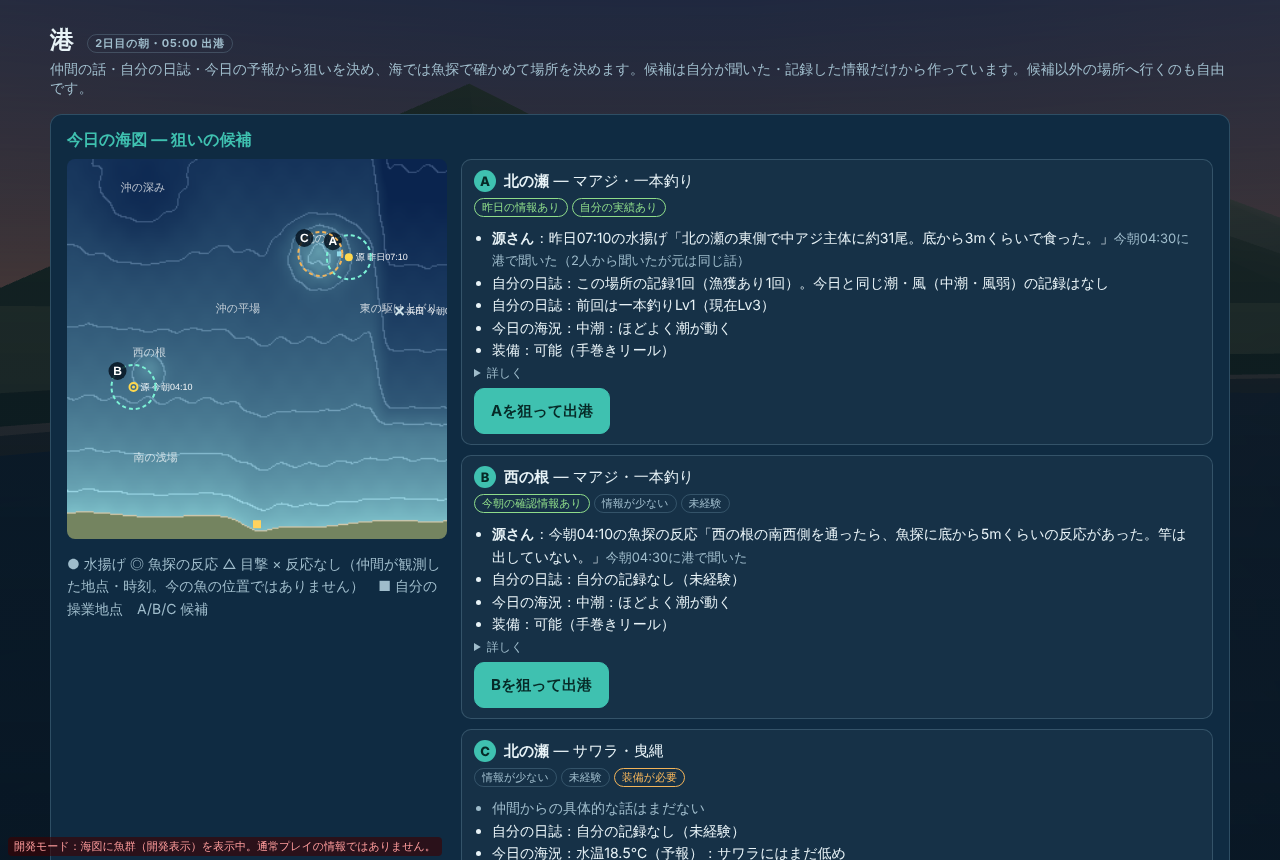 港 2日目の朝・05:00 出港
仲間の話・自分の日誌・今日の予報から狙いを決め、海では魚探で確かめて場所を決めます。候補は自分が聞いた・記録した情報だけから作っています。候補以外の場所へ行くのも自由
です。
今日の海図 — 狙いの候補
沖の深み
C
A
源 昨日07:10
沖の平場
東の駆け上がり
西の根
B
源 今朝04:10
南の浅場
● 水揚げ ◎ 魚探の反応 △ 目撃 × 反応なし（仲間が観測し
た地点・時刻。今の魚の位置ではありません） ■ 自分の
操業地点 A/B/C 候補
A 北の瀬 — マアジ・一本釣り
昨日の情報あり 自分の実績あり
• 源さん：昨日07:10の水揚げ「北の瀬の東側で中アジ主体に約31尾。底から3mくらいで食った。」今朝04:30に
港で聞いた（2人から聞いたが元は同じ話）
• 自分の日誌：この場所の記録1回（漁獲あり1回）。今日と同じ潮・風（中潮・風弱）の記録はなし
• 自分の日誌：前回は一本釣りLv1（現在Lv3）
• 今日の海況：中潮：ほどよく潮が動く
• 装備：可能（手巻きリール）
▶ 詳しく
Aを狙って出港
B 西の根 — マアジ・一本釣り
今朝の確認情報あり 情報が少ない 未経験
• 源さん：今朝04:10の魚探の反応「西の根の南西側を通ったら、魚探に底から5mくらいの反応があった。竿は
出していない。」今朝04:30に港で聞いた
• 自分の日誌：自分の記録なし（未経験）
• 今日の海況：中潮：ほどよく潮が動く
• 装備：可能（手巻きリール）
▶ 詳しく
Bを狙って出港
C 北の瀬 — サワラ・曳縄
情報が少ない 未経験 装備が必要
• 仲間からの具体的な話はまだない
• 自分の日誌：自分の記録なし（未経験）
• 今日の海況：水温18.5℃（予報）：サワラにはまだ低め
開発モード：海図に魚群（開発表示）を表示中。通常プレイの情報ではありません。